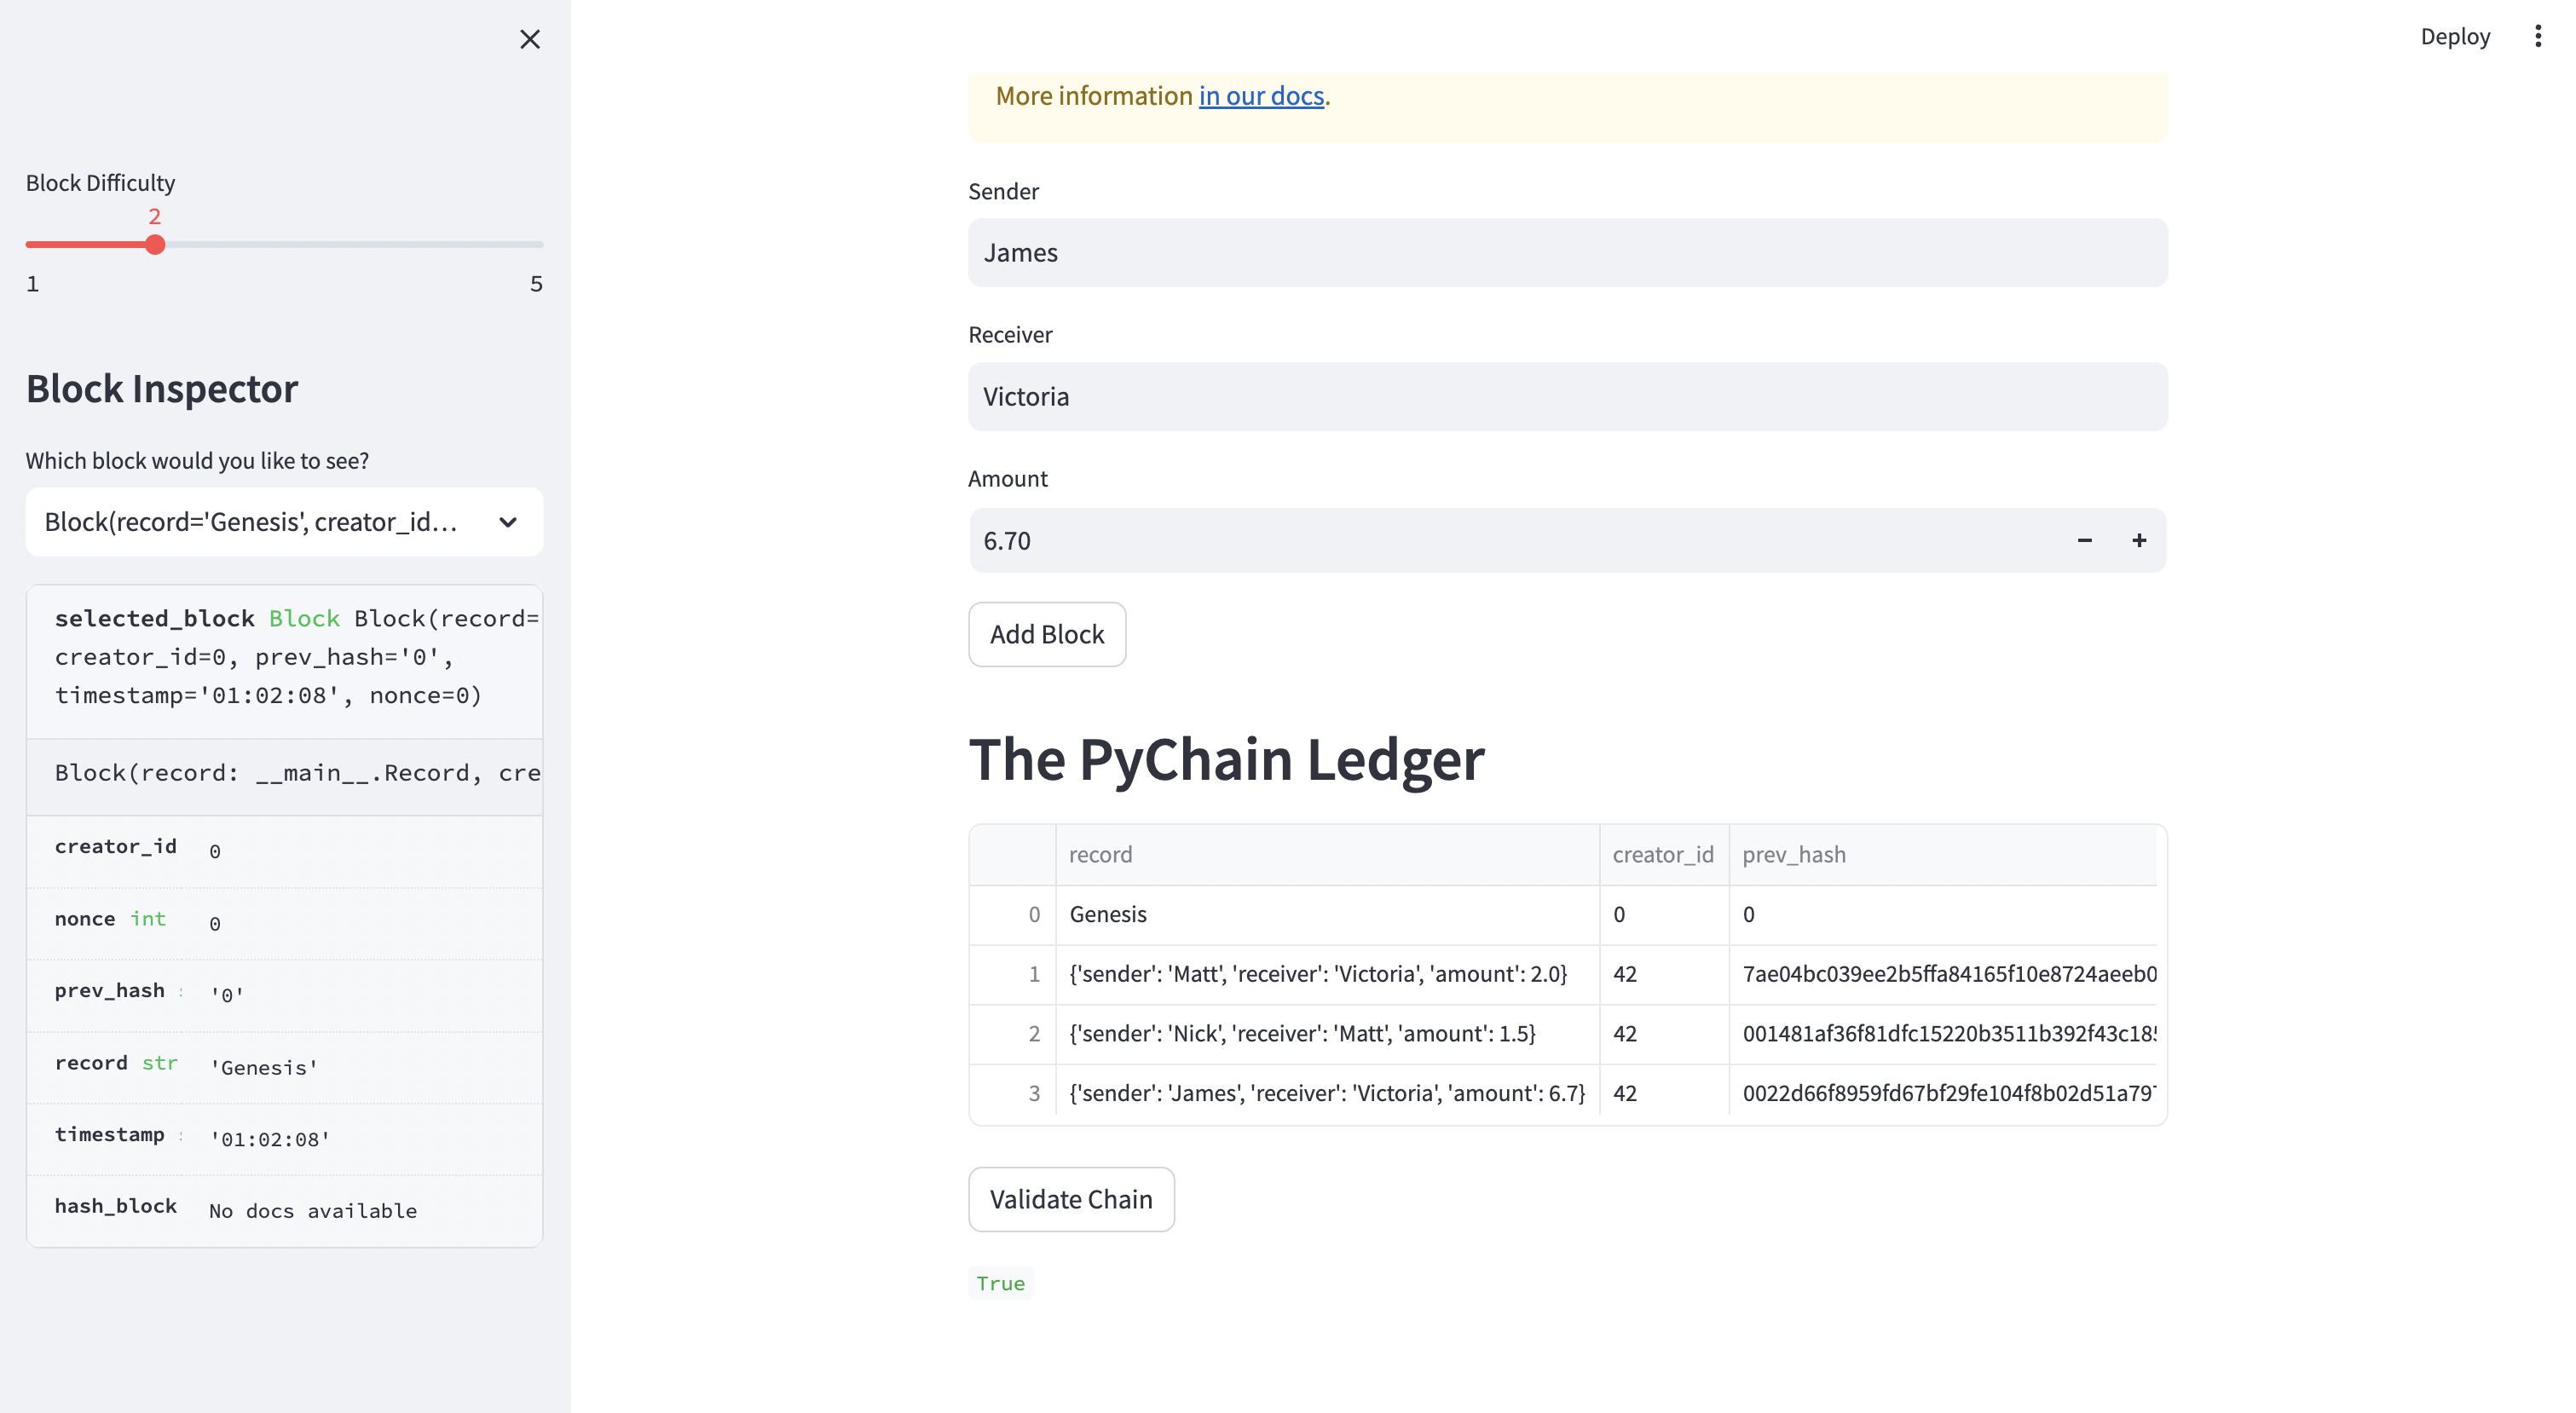 Deploy
Block Difficulty
2
1
5
Block Inspector
Which block would you like to see?
Block(record='Genesis', creator_id…
selected_block Block Block(record=
creator_id=0, prev_hash='0',
timestamp='01:02:08', nonce=0)
Block(record: __main__.Record, cre
creator_id 0
nonce int 0
prev_hash '0'
record str 'Genesis'
timestamp '01:02:08'
hash_block No docs available
More information in our docs.
Sender
James
Receiver
Victoria
Amount
6.70
Add Block
The PyChain Ledger
record creator_id prev_hash
0 Genesis 0 0
1 {'sender': 'Matt', 'receiver': 'Victoria', 'amount': 2.0} 42 7ae04bc039ee2b5ffa84165f10e8724aeeb0
2 {'sender': 'Nick', 'receiver': 'Matt', 'amount': 1.5} 42 001481af36f81dfc15220b3511b392f43c18
3 {'sender': 'James', 'receiver': 'Victoria', 'amount': 6.7} 42 0022d66f8959fd67bf29fe104f8b02d51a79
Validate Chain
True